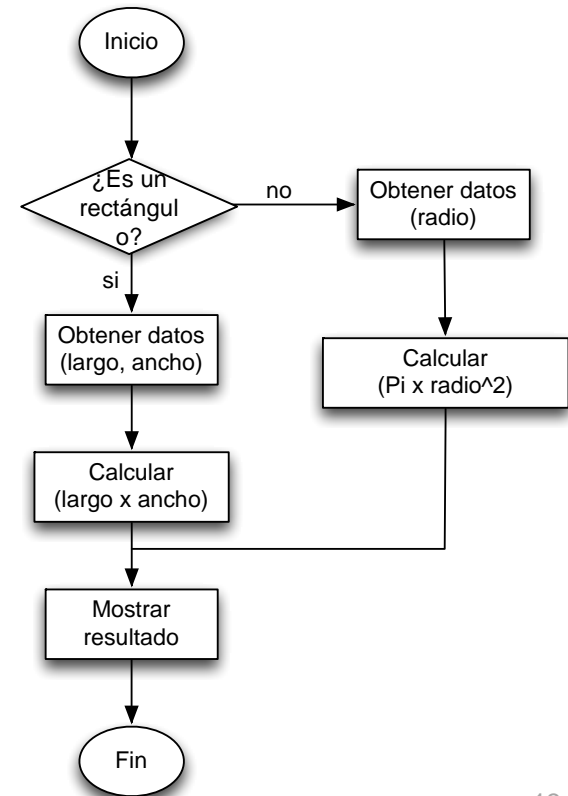 Inicio
¿Es un
rectángul
o?
no
Obtener datos
(radio)
si
Obtener datos
(largo, ancho)
Calcular
(Pi x radio^2)
Calcular
(largo x ancho)
Mostrar
resultado
Fin